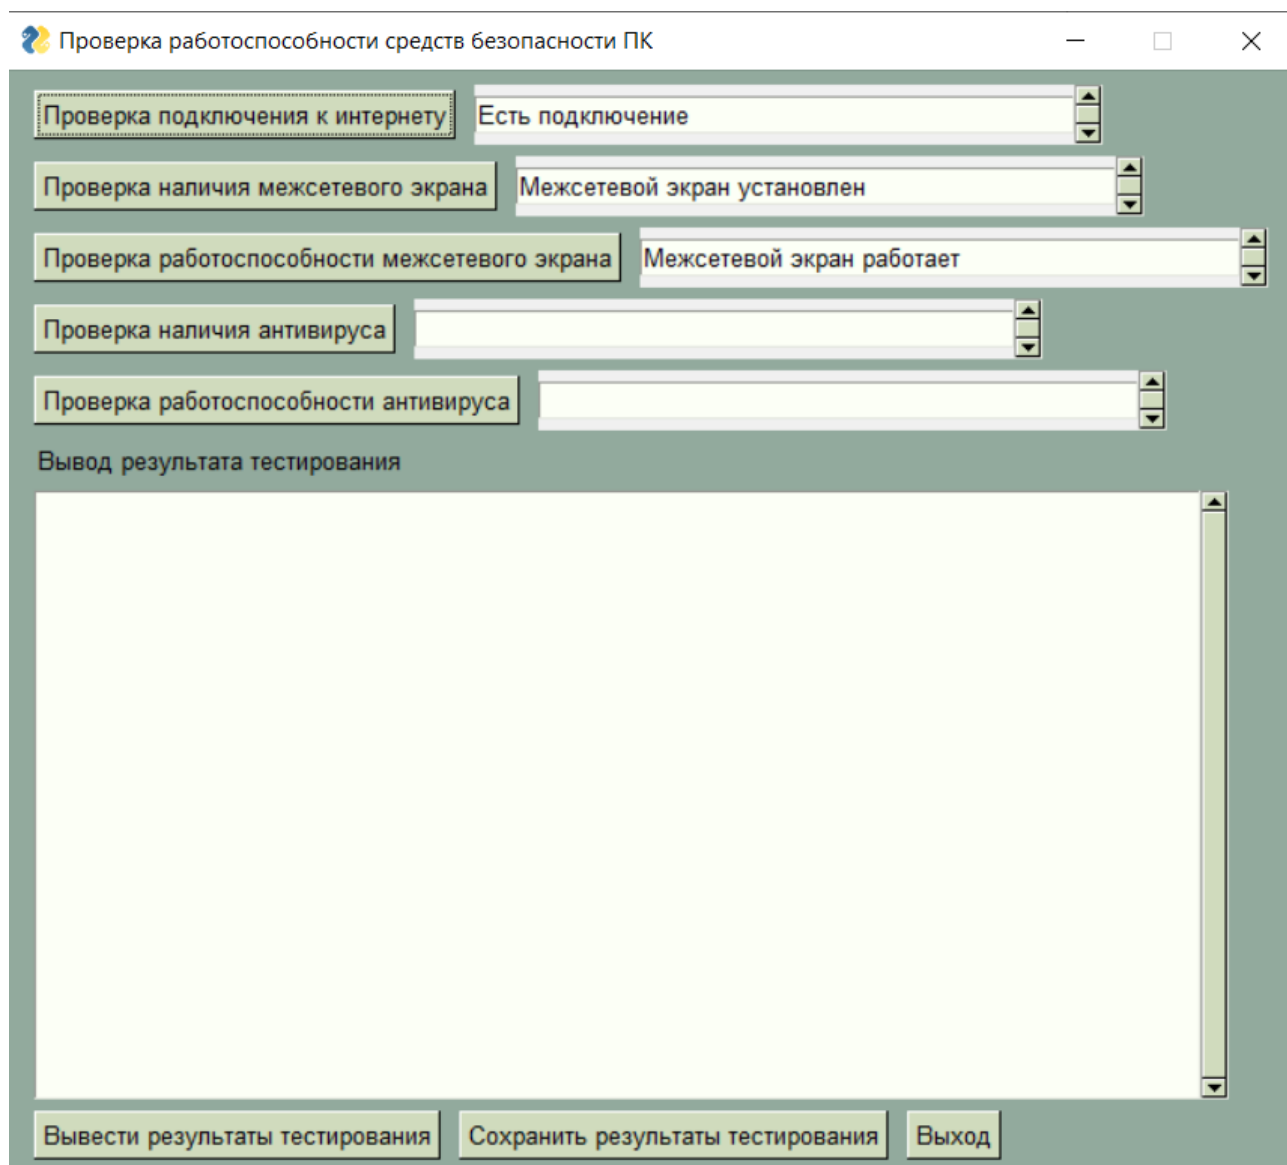 Проверка работоспособности средств безопасности ПК
Проверка подключения к интернету Есть подключение
Проверка наличия межсетевого экрана Межсетевой экран установлен
Проверка работоспособности межсетевого экрана Межсетевой экран работает
Проверка наличия антивируса
Проверка работоспособности антивируса
Вывод результата тестирования
Вывести результаты тестирования Сохранить результаты тестирования Выход